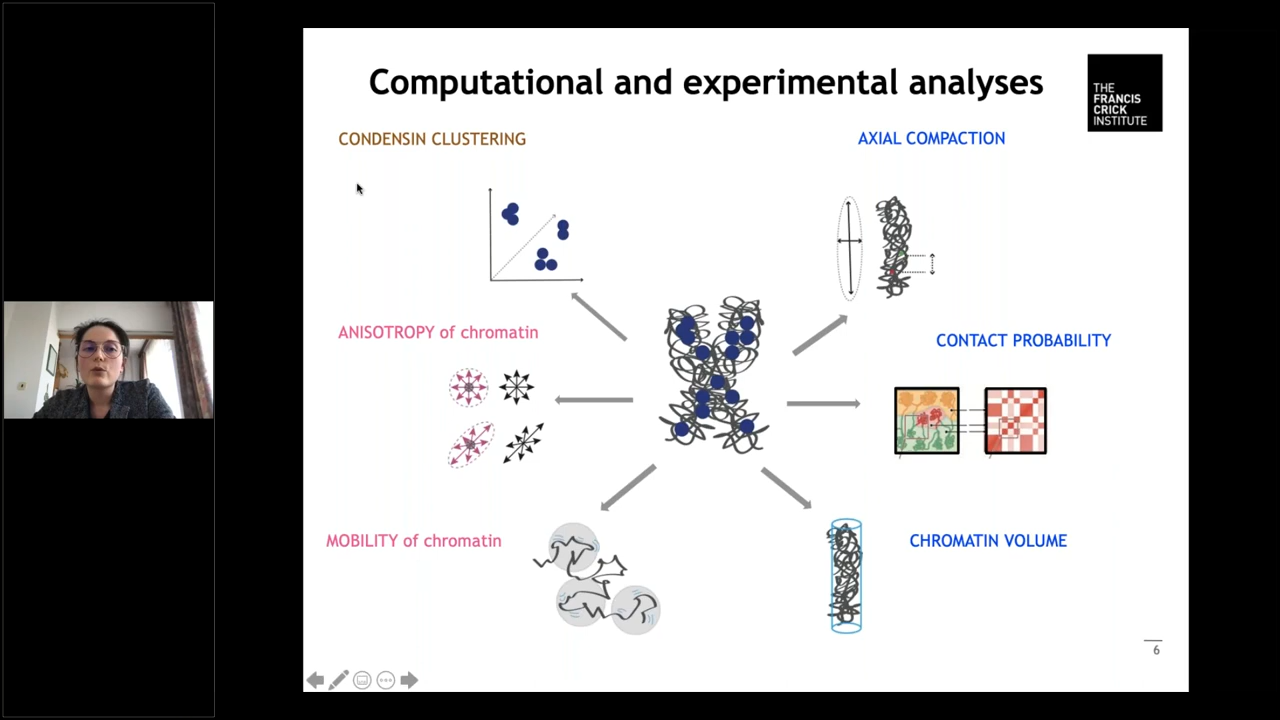 Computational and experimental analyses
THE
FRANCIS
CRICK
INSTITUTE
CONDENSIN CLUSTERING
AXIAL COMPACTION
ANISOTROPY of chromatin
CONTACT PROBABILITY
MOBILITY of chromatin
CHROMATIN VOLUME
6